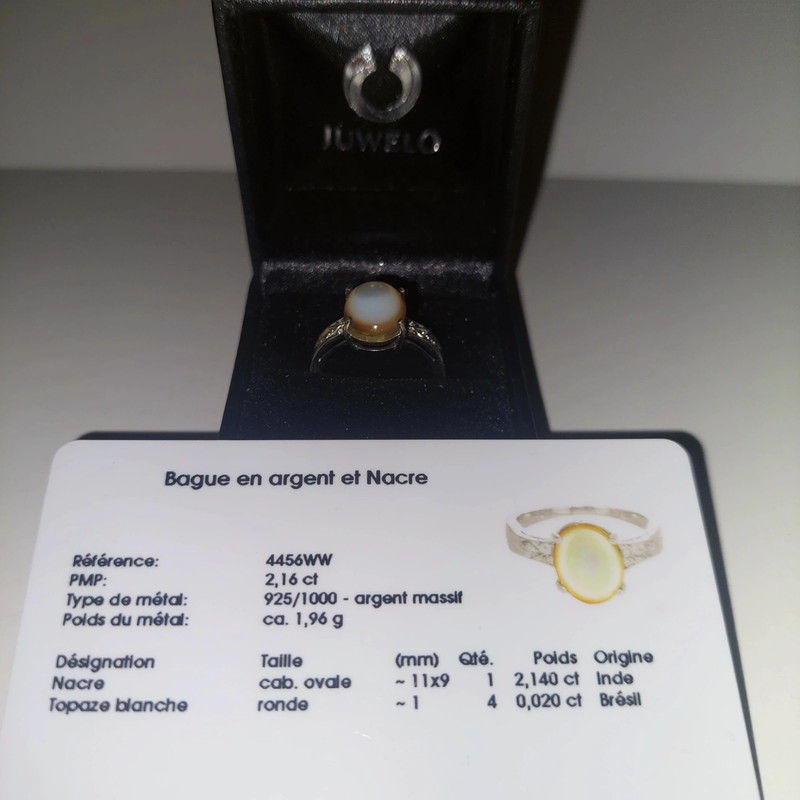 JUWELO
Bague en argent et Nacre
Référence: 4456WW
PMP: 2,16 ct
Type de métal: 925/1000 - argent massif
Poids du métal: ca. 1,96 g
Désignation Taille (mm) Qté. Poids Origine
Nacre cab. ovale ~ 11x9 1 2,140 ct Inde
Topaze blanche ronde ~ 1 4 0,020 ct Brésil